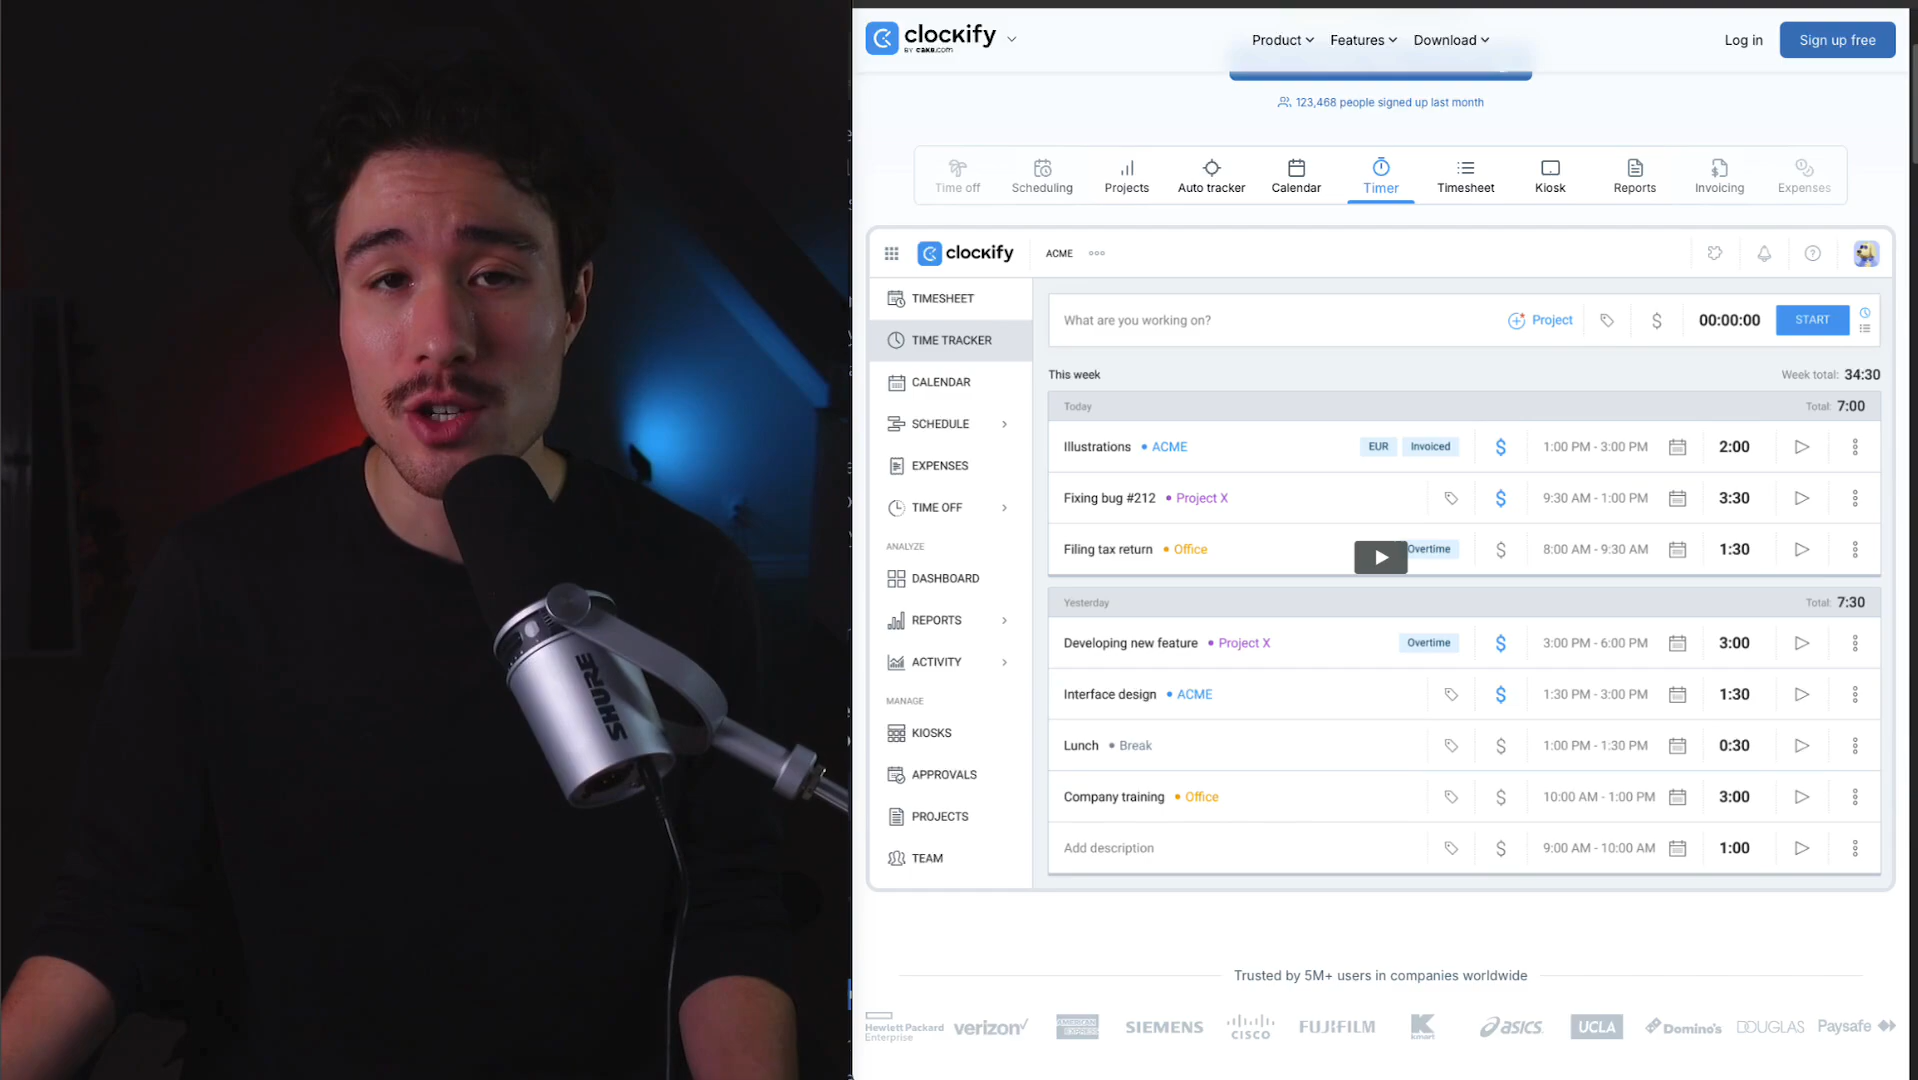 clockify
BY CAKE.COM
Product
Features
Download
Log in
Sign up free
123,468 people signed up last month
Time off
Scheduling
Projects
Auto tracker
Calendar
Timer
Timesheet
Kiosk
Reports
Invoicing
Expenses
clockify
ACME
TIMESHEET
TIME TRACKER
CALENDAR
SCHEDULE
EXPENSES
TIME OFF
ANALYZE
DASHBOARD
REPORTS
ACTIVITY
MANAGE
KIOSKS
APPROVALS
PROJECTS
TEAM
What are you working on?
Project
$
00:00:00
START
This week
Week total: 34:30
Today
Total: 7:00
Illustrations • ACME EUR Invoiced $ 1:00 PM - 3:00 PM 2:00
Fixing bug #212 • Project X $ 9:30 AM - 1:00 PM 3:30
Filing tax return • Office Overtime $ 8:00 AM - 9:30 AM 1:30
Yesterday
Total: 7:30
Developing new feature • Project X Overtime $ 3:00 PM - 6:00 PM 3:00
Interface design • ACME $ 1:30 PM - 3:00 PM 1:30
Lunch • Break $ 1:00 PM - 1:30 PM 0:30
Company training • Office $ 10:00 AM - 1:00 PM 3:00
Add description $ 9:00 AM - 10:00 AM 1:00
Trusted by 5M+ users in companies worldwide
Hewlett Packard
Enterprise
verizon
AMERICAN
EXPRESS
SIEMENS
CISCO
FUJIFILM
kmart
asics
UCLA
Domino's
DOUGLAS
Paysafe
SHURE